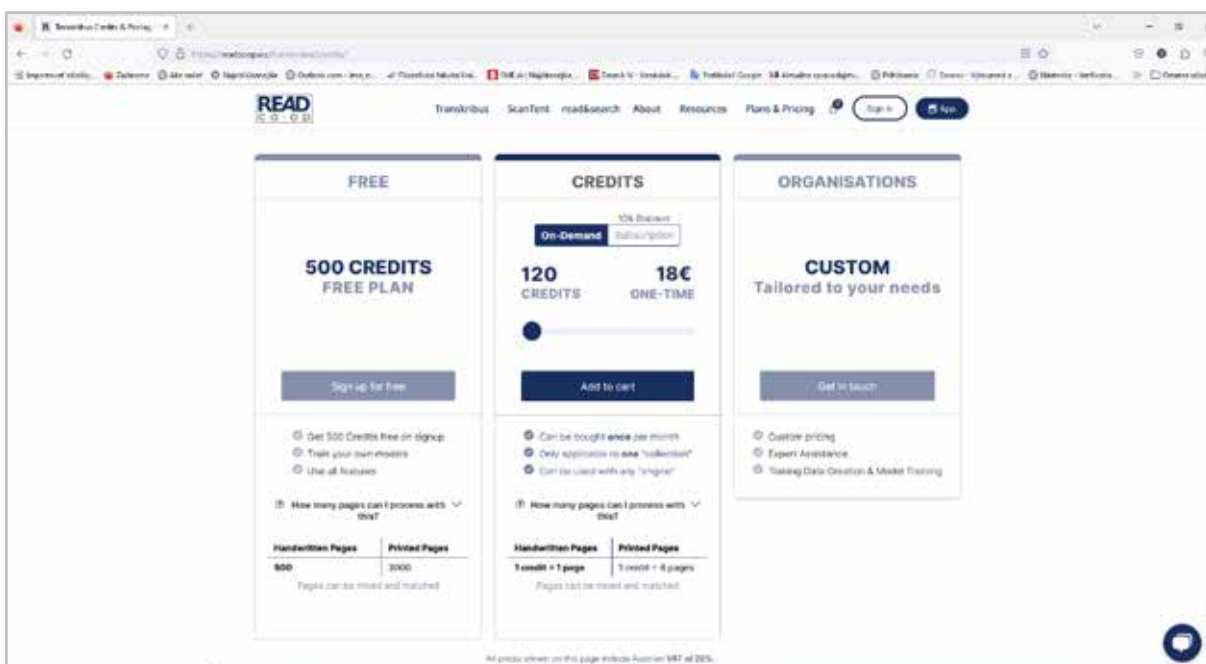 Transkribus Credits & Pricing
READ
CO-OP
Transkribus ScanTent read&search About Resources Plans & Pricing Sign in App
FREE
500 CREDITS
FREE PLAN
Sign up for free
Get 500 Credits free on signup
Train your own models
Use all features
How many pages can I process with
this?
Handwritten Pages Printed Pages
500 3000
Pages can be mixed and matched
CREDITS
10% Discount
On-Demand Subscription
120 18€
CREDITS ONE-TIME
Add to cart
Can be bought once per month
Only applicable to one "collection"
Can be used with any "engine"
How many pages can I process with
this?
Handwritten Pages Printed Pages
1 credit = 1 page 1 credit = 6 pages
Pages can be mixed and matched
ORGANISATIONS
CUSTOM
Tailored to your needs
Get in touch
Custom pricing
Expert Assistance
Training Data Creation & Model Training
All prices shown on this page include Austrian VAT of 20%.